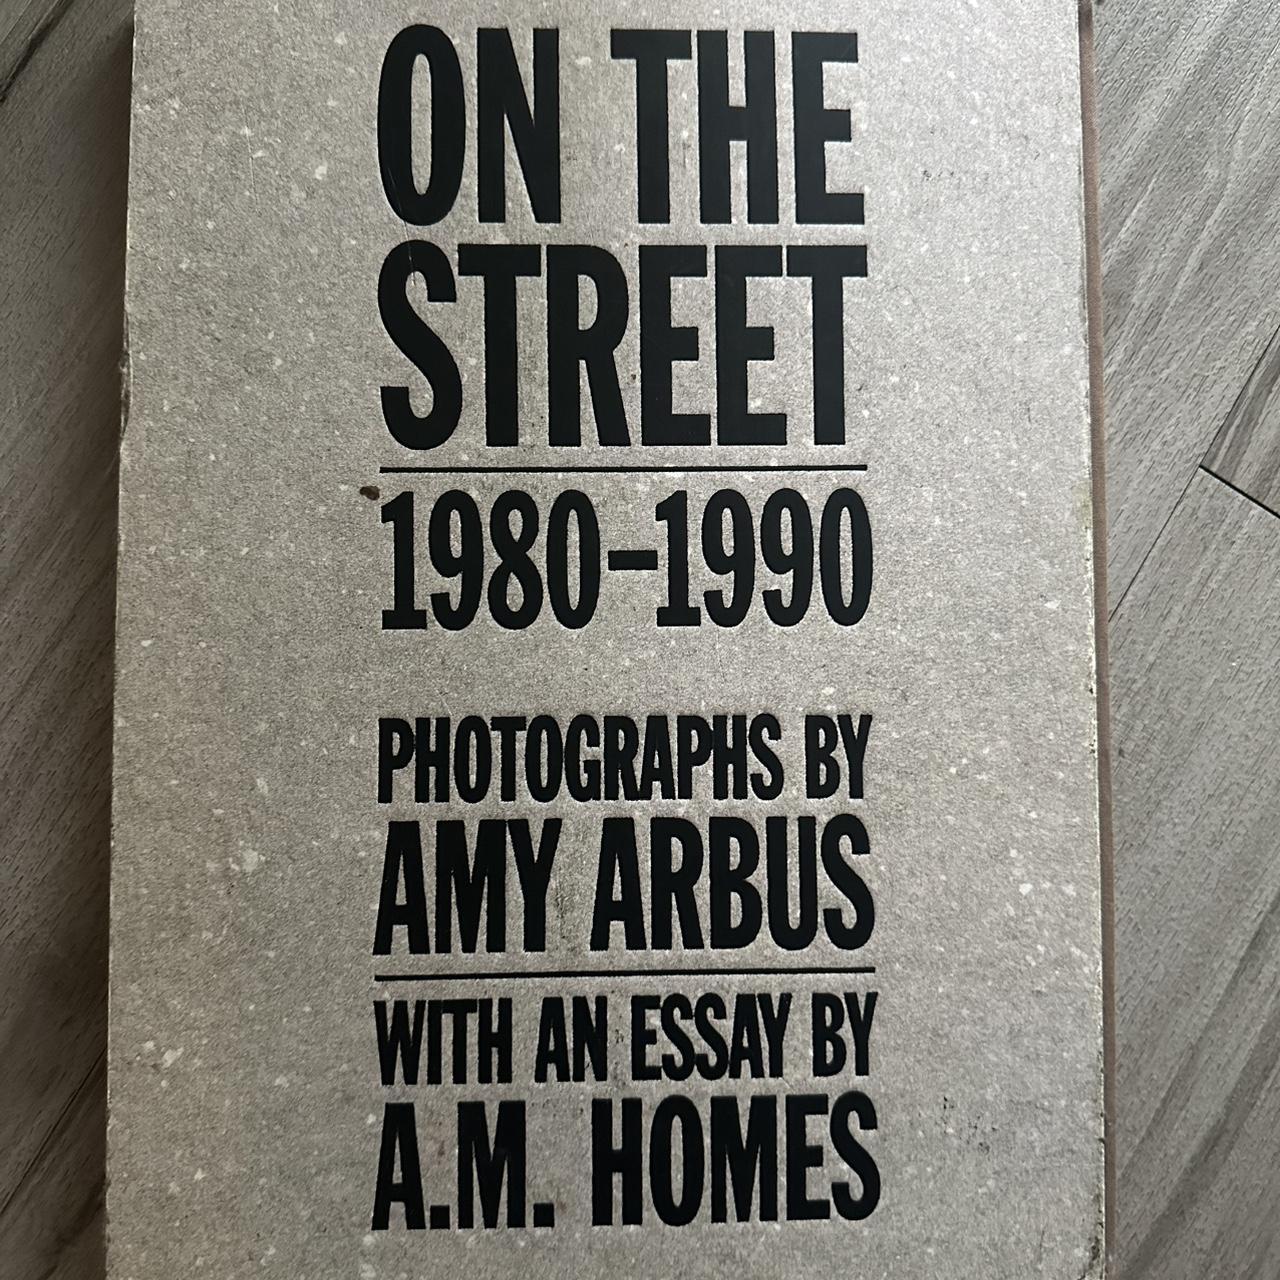 ON THE
STREET
1980–1990
PHOTOGRAPHS BY
AMY ARBUS
WITH AN ESSAY BY
A.M. HOMES